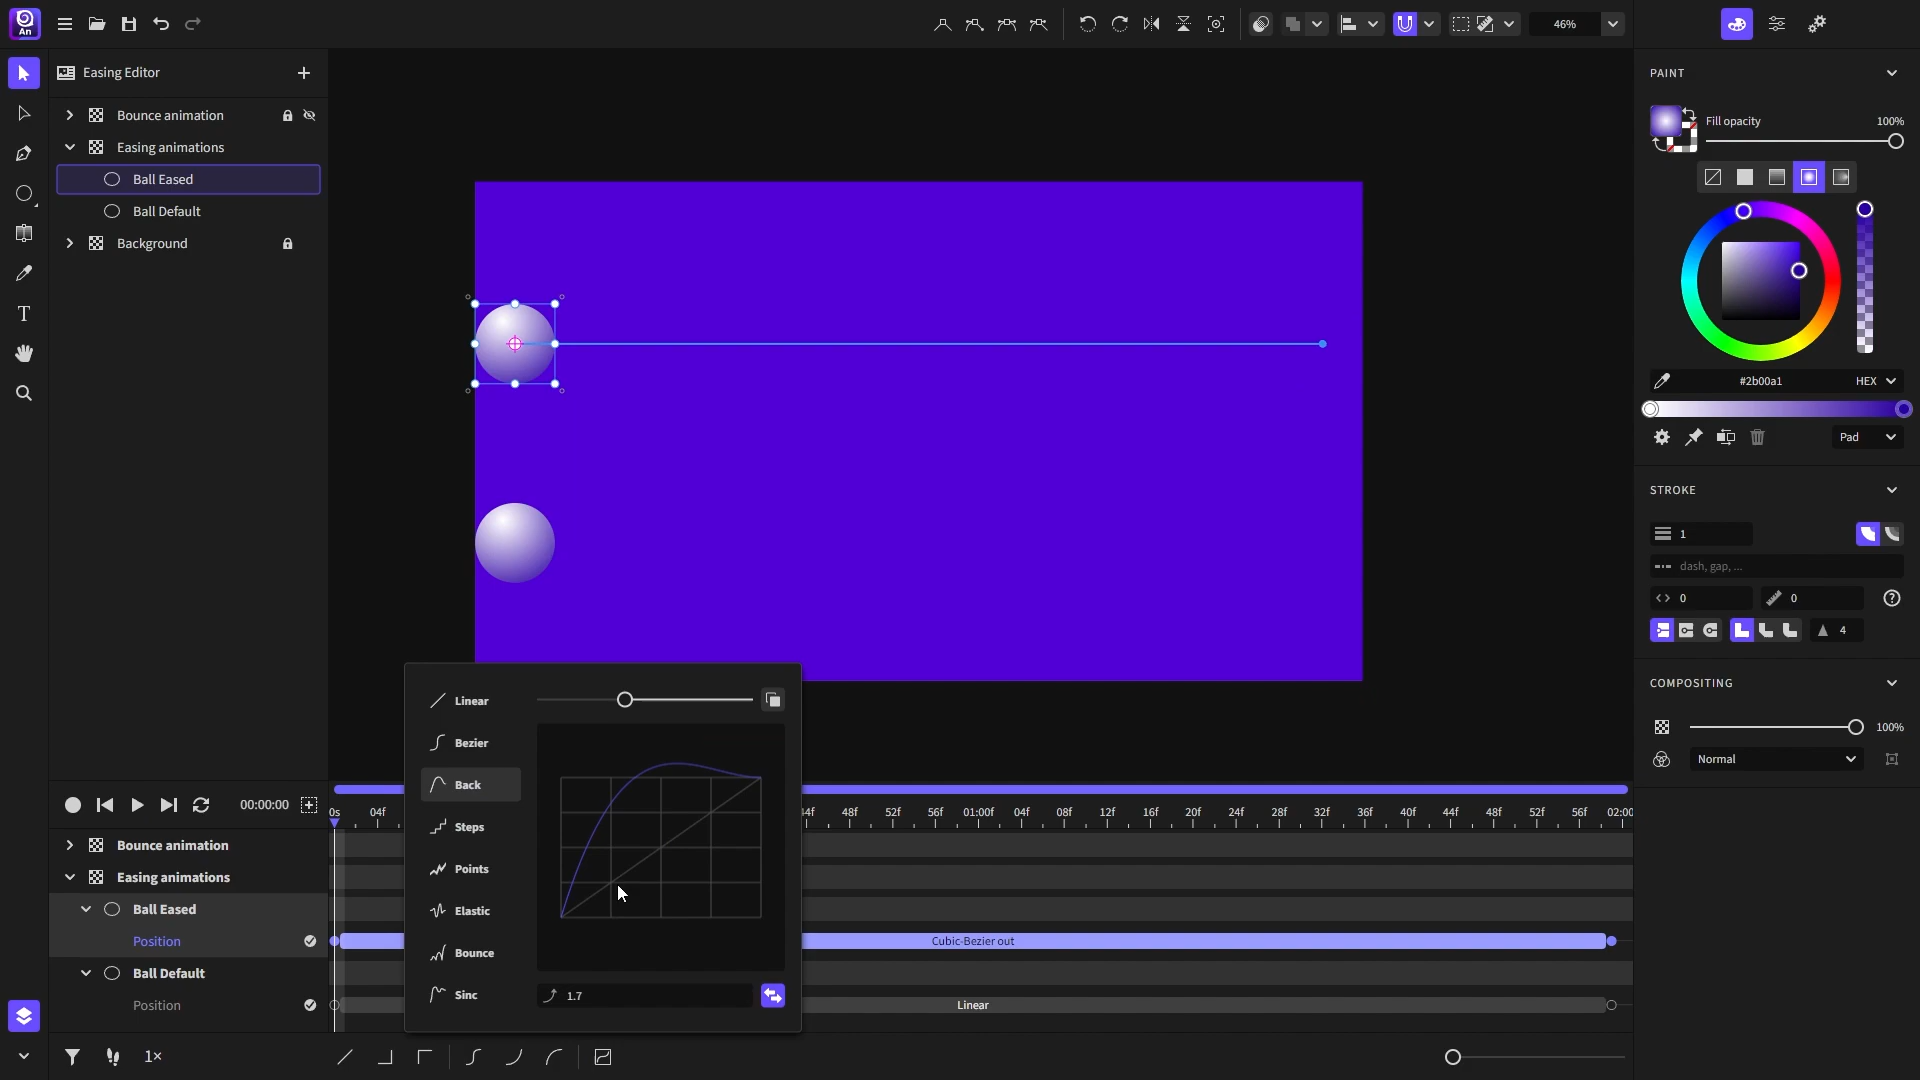 An
46%
Easing Editor
Bounce animation
Easing animations
Ball Eased
Ball Default
Background
T
PAINT
Fill opacity
100%
#2b00a1
HEX
Pad
STROKE
1
dash, gap, ...
0
0
4
COMPOSITING
100%
Normal
Linear
Bezier
Back
Steps
Points
Elastic
Bounce
Sinc
1.7
00:00:00
0s 04f
48f 52f 56f 01:00f 04f 08f 12f 16f 20f 24f 28f 32f 36f 40f 44f 48f 52f 56f
Bounce animation
Easing animations
Ball Eased
Position
Cubic-Bezier out
Ball Default
Position
Linear
1×